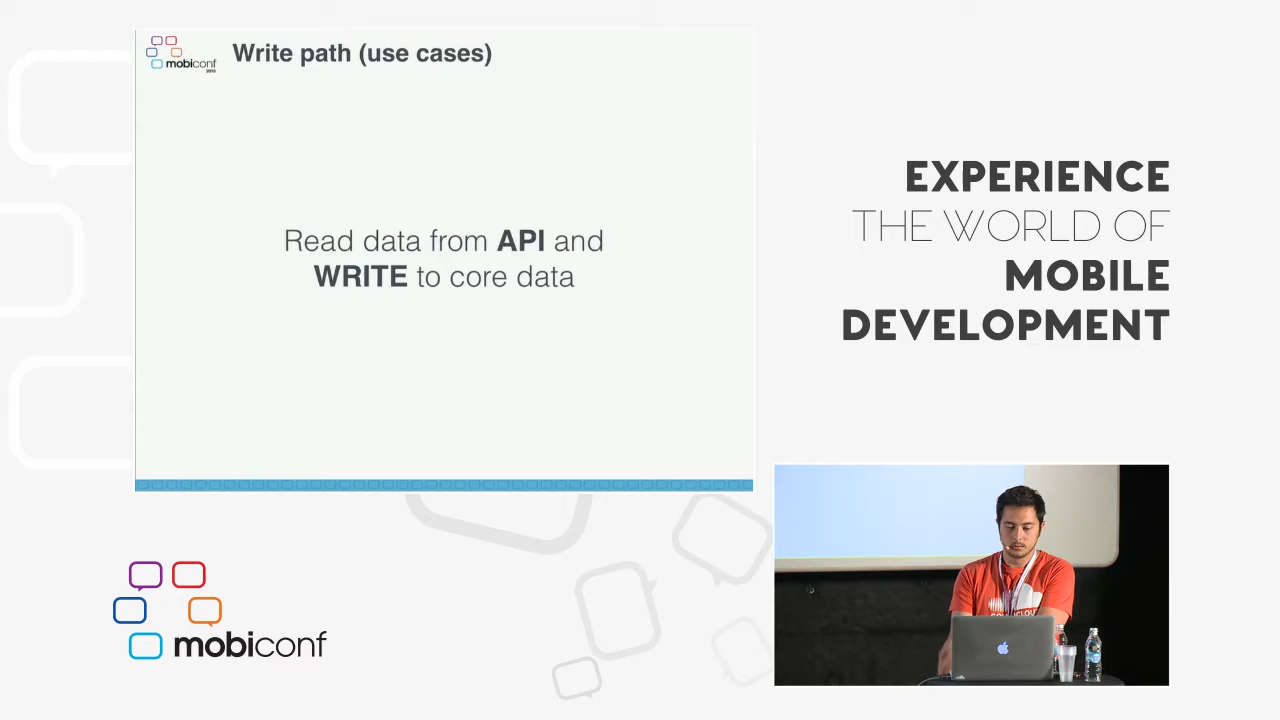 mobiconf
2015
Write path (use cases)
Read data from API and
WRITE to core data
EXPERIENCE
THE WORLD OF
MOBILE
DEVELOPMENT
mobiconf